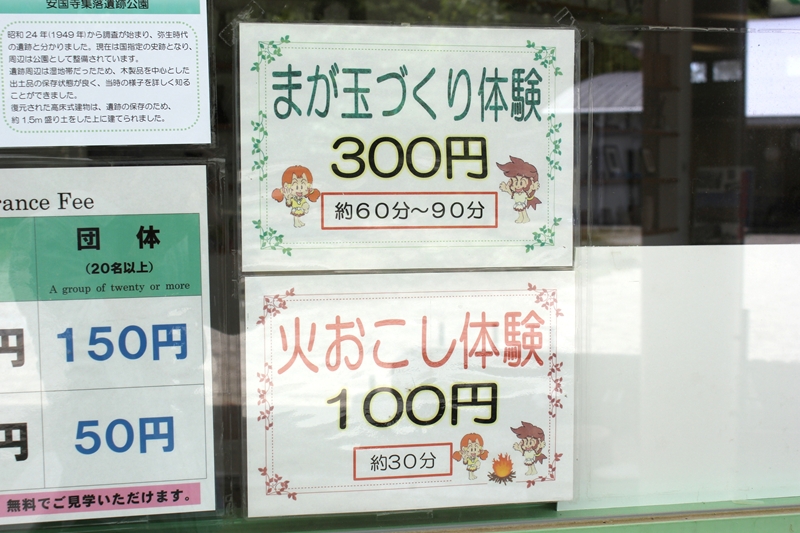 安国寺集落遺跡公園
昭和24年(1949年)から調査が始まり、弥生時代
の遺跡と分かりました。現在は国指定の史跡となり、
周辺は公園として整備されています。
遺跡周辺は湿地帯だったため、木製品を中心とした
出土品の保存状態が良く、当時の様子を詳しく知る
ことができました。
復元された高床式建物は、遺跡の保存のため、
約1.5m盛り土をした上に建てられました。
rance Fee
団体
(20名以上)
A group of twenty or more
円 150円
円 50円
無料でご見学いただけます。
まが玉づくり体験
300円
約60分～90分
火おこし体験
100円
約30分